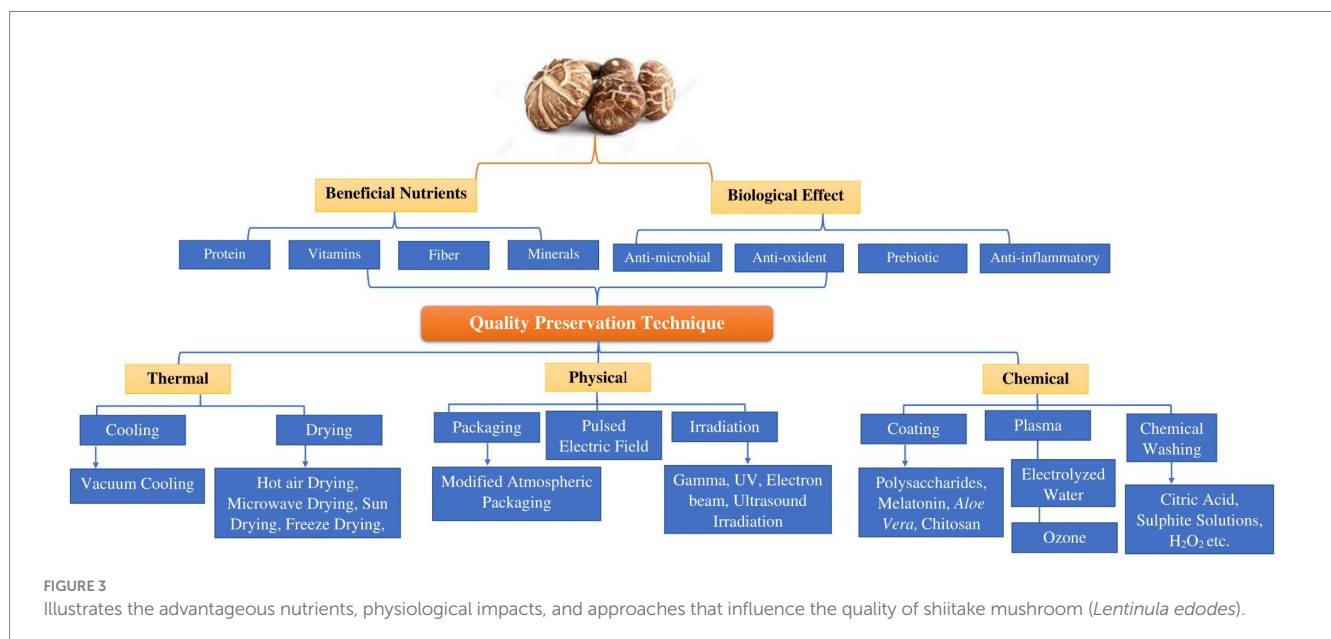 Beneficial Nutrients
Biological Effect
Protein
Vitamins
Fiber
Minerals
Anti-microbial
Anti-oxident
Prebiotic
Anti-inflammatory
Quality Preservation Technique
Thermal
Physical
Chemical
Cooling
Drying
Packaging
Pulsed
Electric Field
Irradiation
Coating
Plasma
Chemical
Washing
Vacuum Cooling
Hot air Drying,
Microwave Drying, Sun
Drying, Freeze Drying,
Modified Atmospheric
Packaging
Gamma, UV, Electron
beam, Ultrasound
Irradiation
Polysaccharides,
Melatonin, Aloe
Vera, Chitosan
Electrolyzed
Water
Ozone
Citric Acid,
Sulphite Solutions,
H₂O₂ etc.
FIGURE 3
Illustrates the advantageous nutrients, physiological impacts, and approaches that influence the quality of shiitake mushroom (Lentinula edodes).